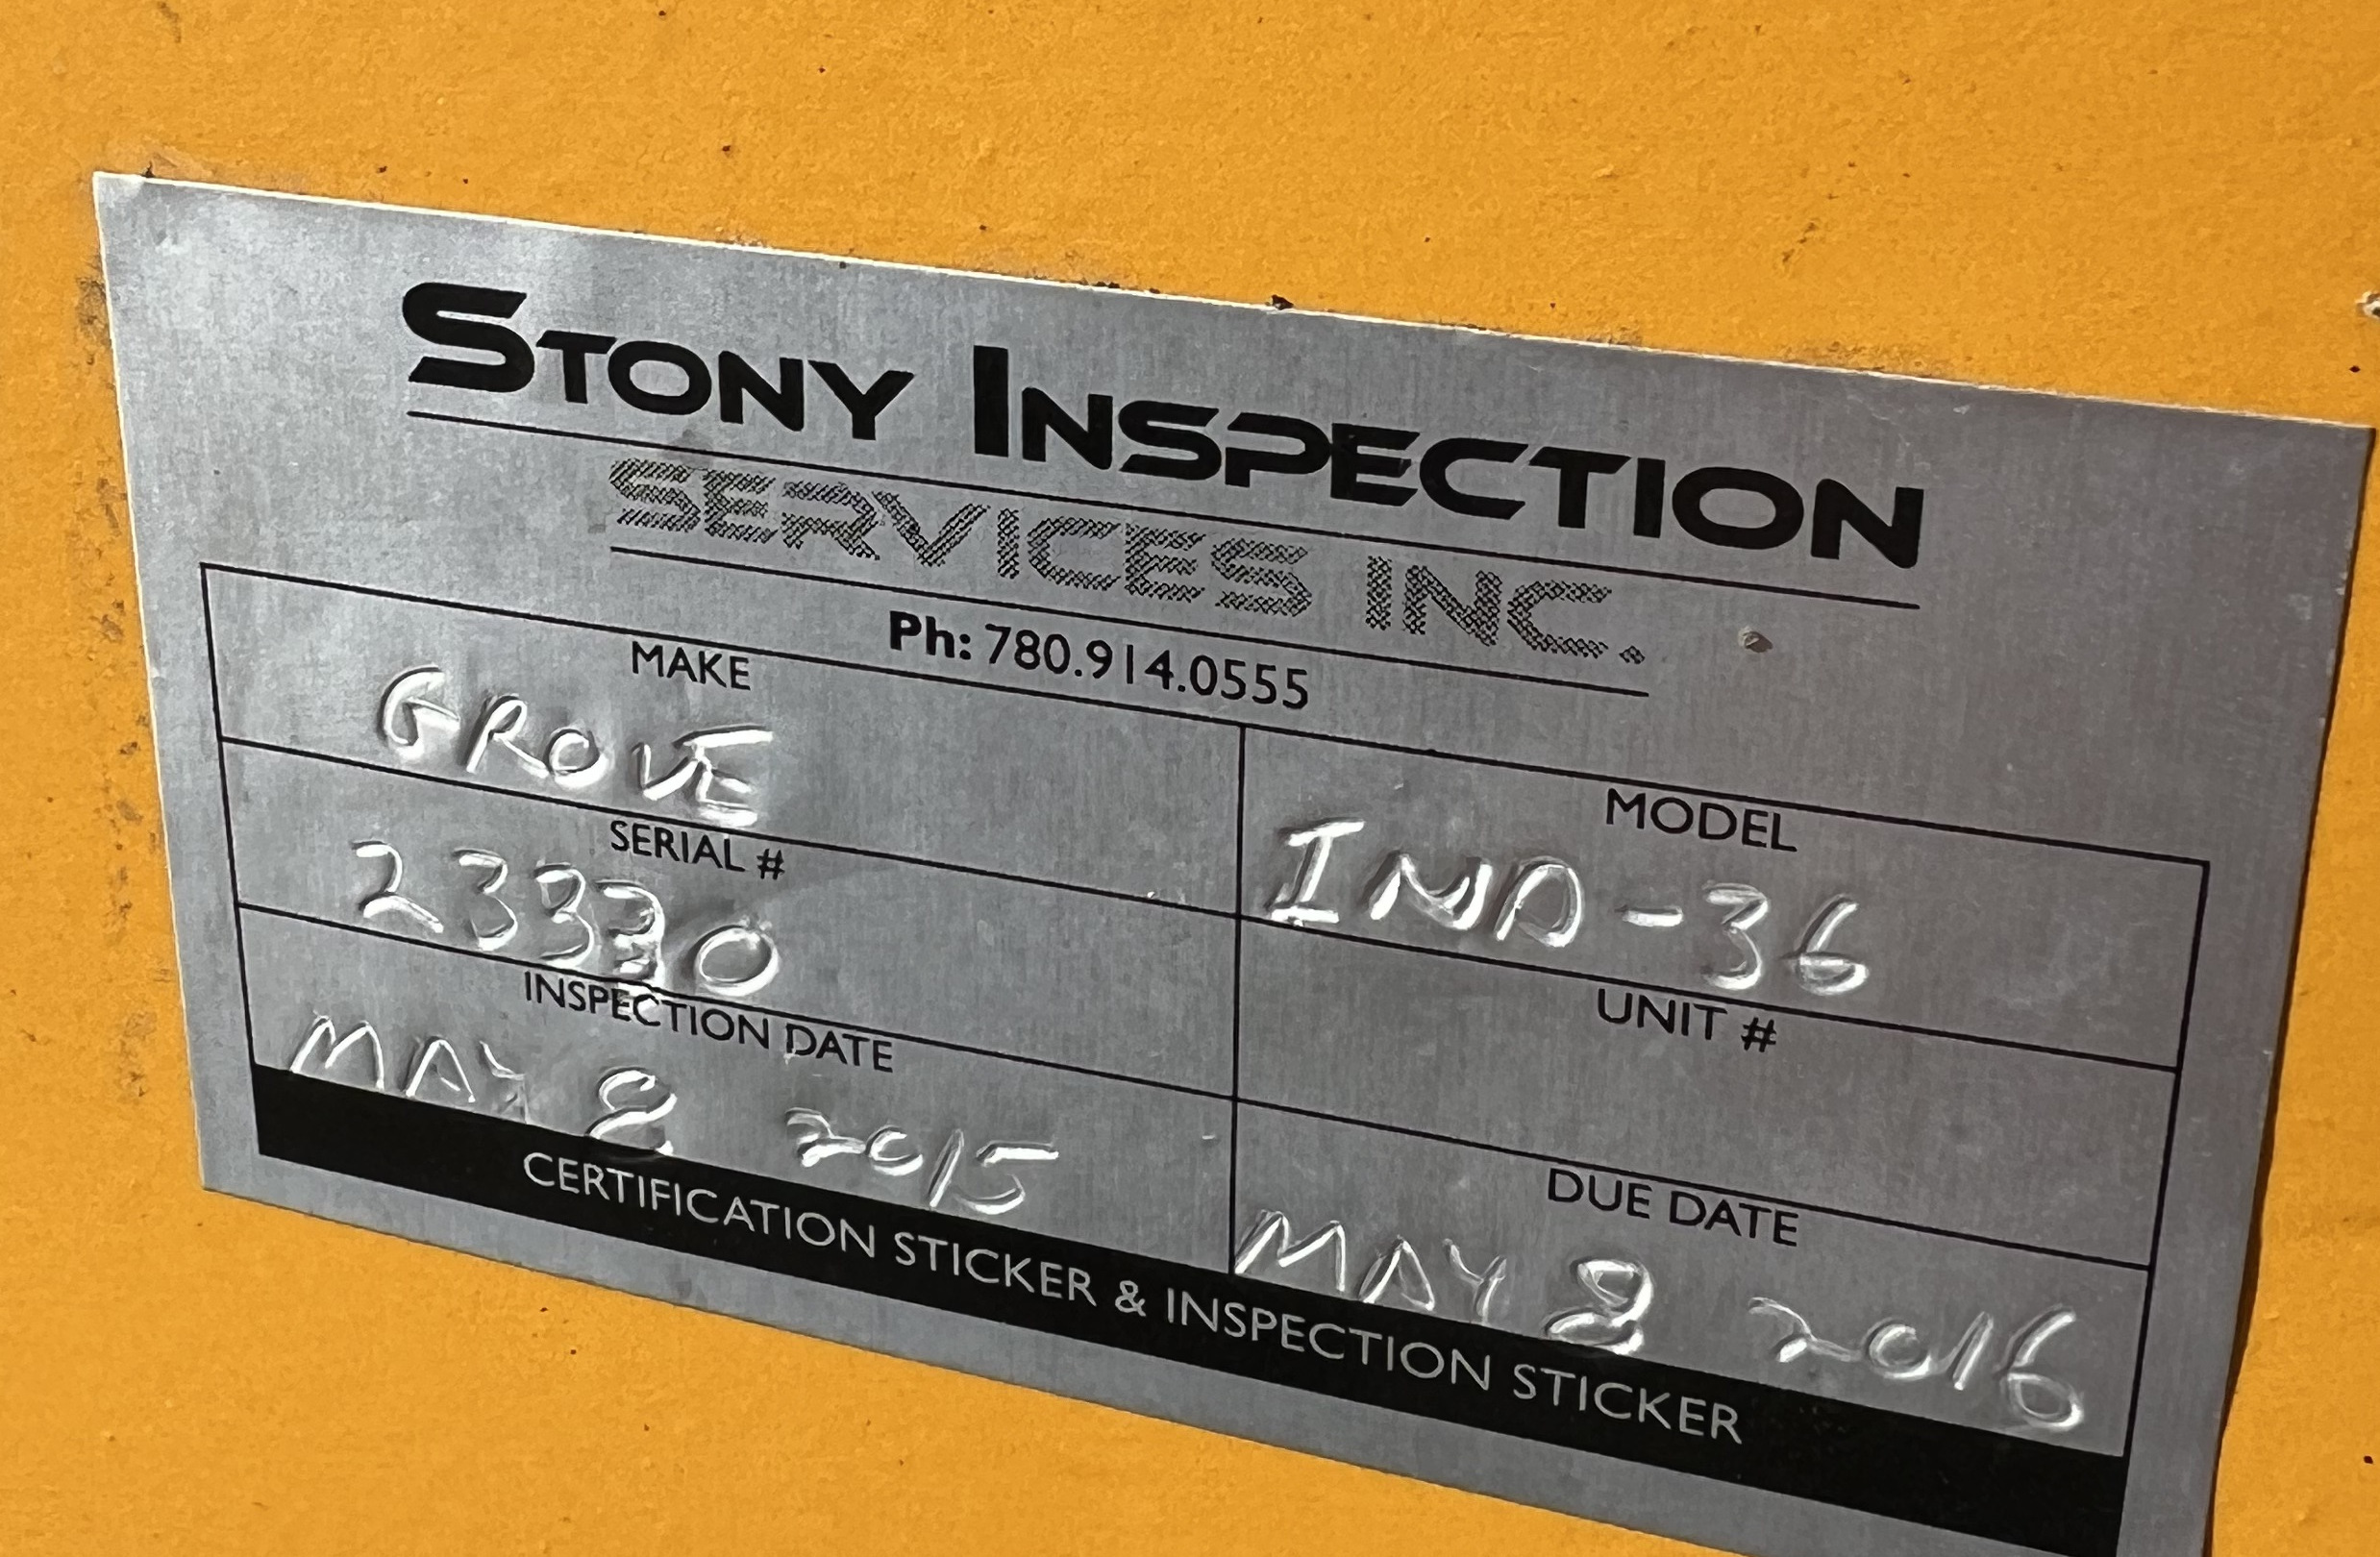 STONY INSPECTION
SERVICES INC.
Ph: 780.914.0555
MAKE
GROVE
MODEL
IND-36
SERIAL #
23330
UNIT #
INSPECTION DATE
MAY 8 2015
DUE DATE
MAY 8 2016
CERTIFICATION STICKER & INSPECTION STICKER